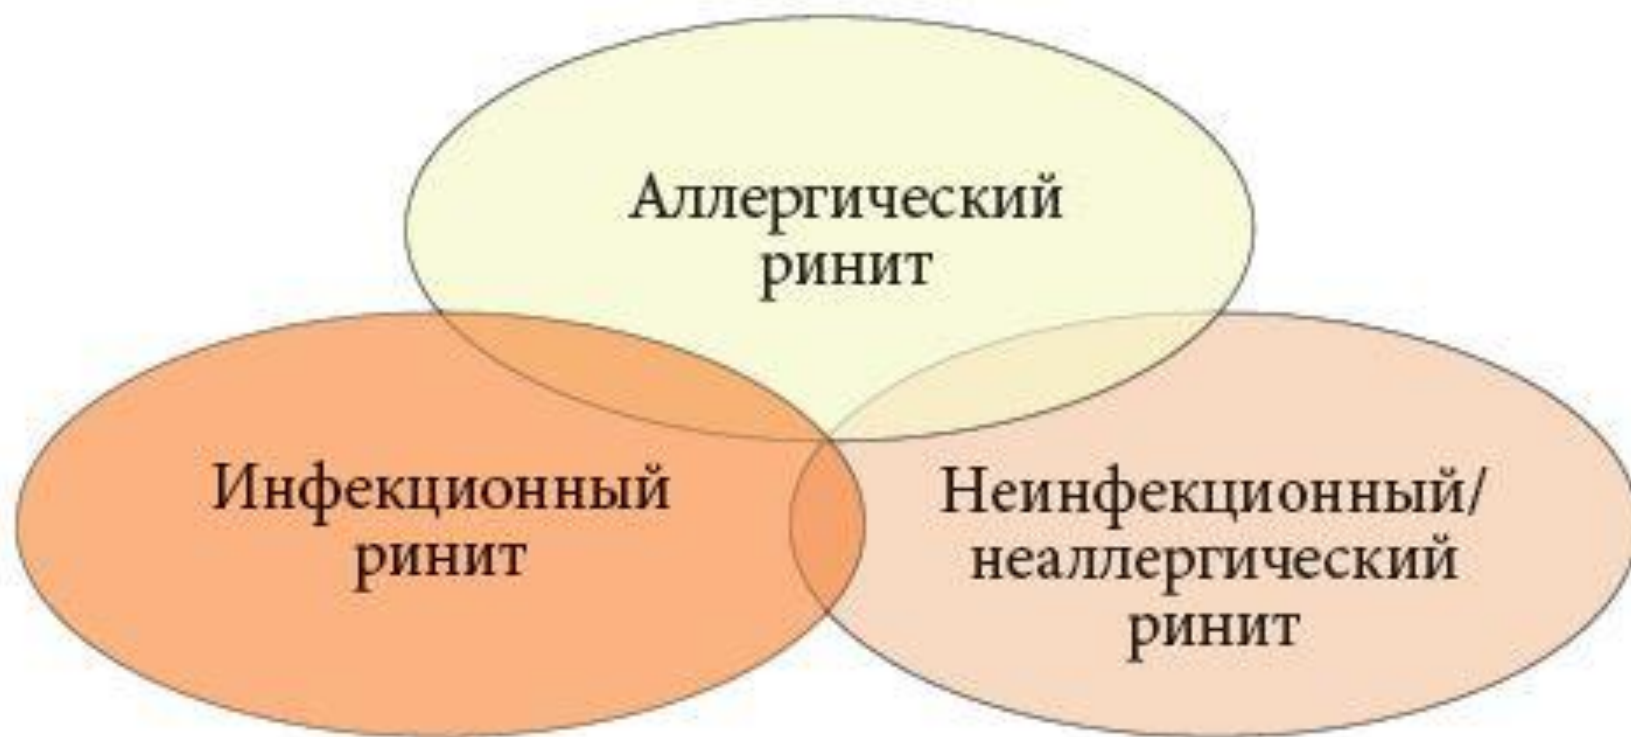 Аллергический
ринит
Инфекционный
ринит
Неинфекционный/
неаллергический
ринит